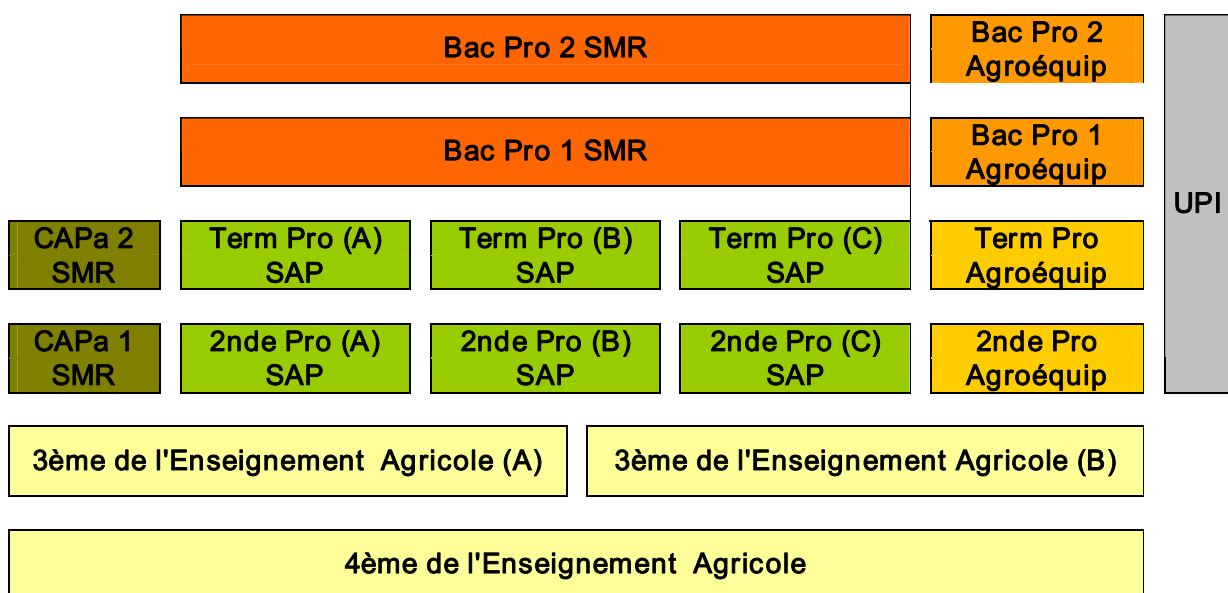 Bac Pro 2 SMR
Bac Pro 2
Agroéquip
Bac Pro 1 SMR
Bac Pro 1
Agroéquip
UPI
CAPa 2
SMR
Term Pro (A)
SAP
Term Pro (B)
SAP
Term Pro (C)
SAP
Term Pro
Agroéquip
CAPa 1
SMR
2nde Pro (A)
SAP
2nde Pro (B)
SAP
2nde Pro (C)
SAP
2nde Pro
Agroéquip
3ème de l'Enseignement Agricole (A)
3ème de l'Enseignement Agricole (B)
4ème de l'Enseignement Agricole